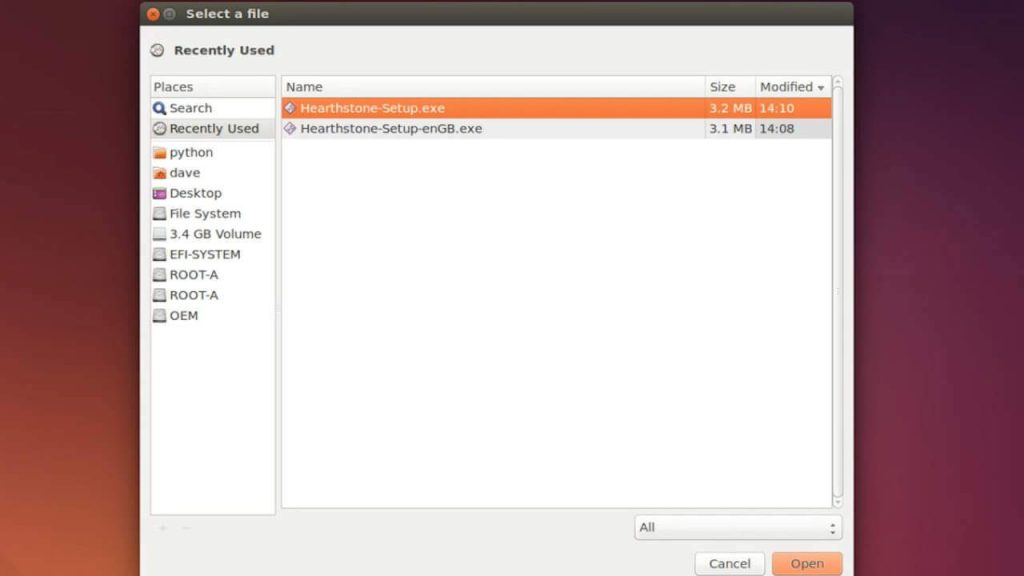 Select a file
Recently Used
Places
Name Size Modified
Search
Hearthstone-Setup.exe 3.2 MB 14:10
Recently Used
Hearthstone-Setup-enGB.exe 3.1 MB 14:08
python
dave
Desktop
File System
3.4 GB Volume
EFI-SYSTEM
ROOT-A
ROOT-A
OEM
All
Cancel Open